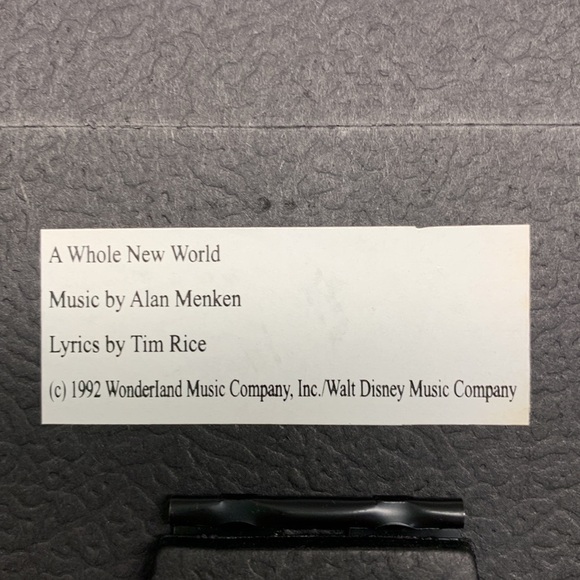 A Whole New World
Music by Alan Menken
Lyrics by Tim Rice
(c) 1992 Wonderland Music Company, Inc./Walt Disney Music Company